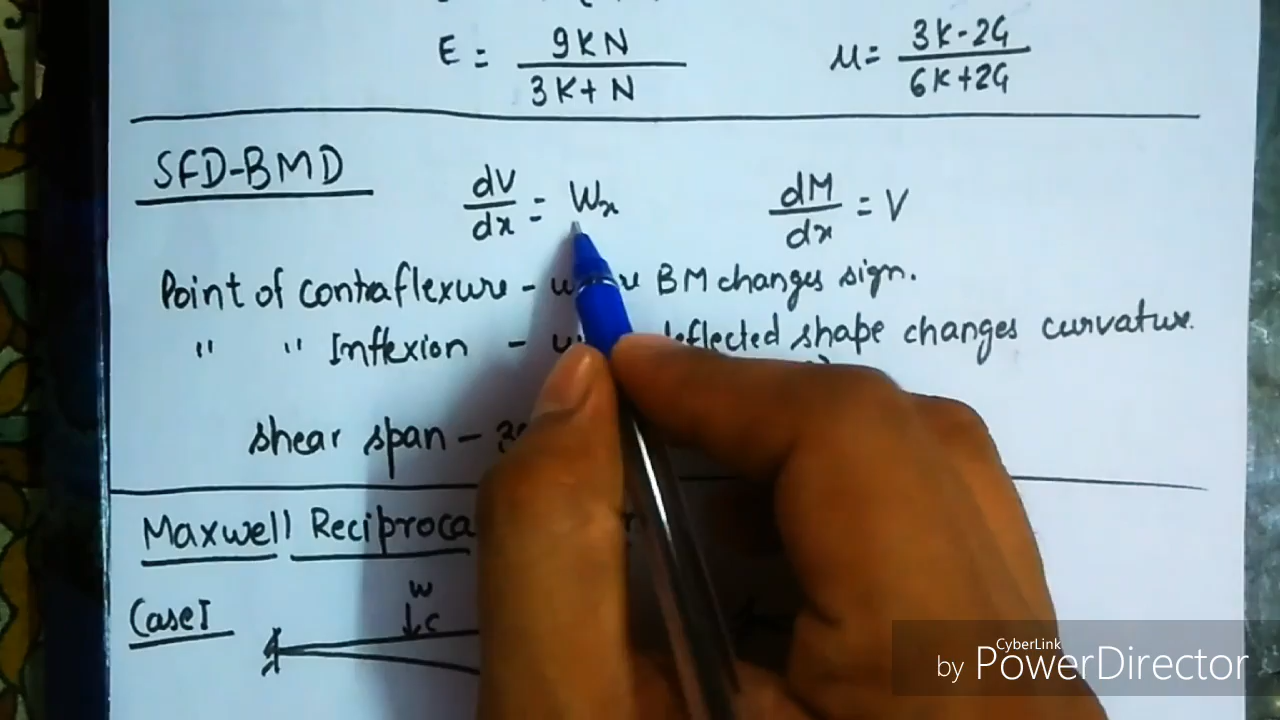 E = 9KN / 3K+N μ = 3K-2G / 6K+2G
SFD-BMD dV/dx = Wx dM/dx = V
Point of contraflexure - BM changes sign.
" " Inflexion - deflected shape changes curvature.
shear span -
Maxwell Reciproca
Case I
W
C
CyberLink
by PowerDirector